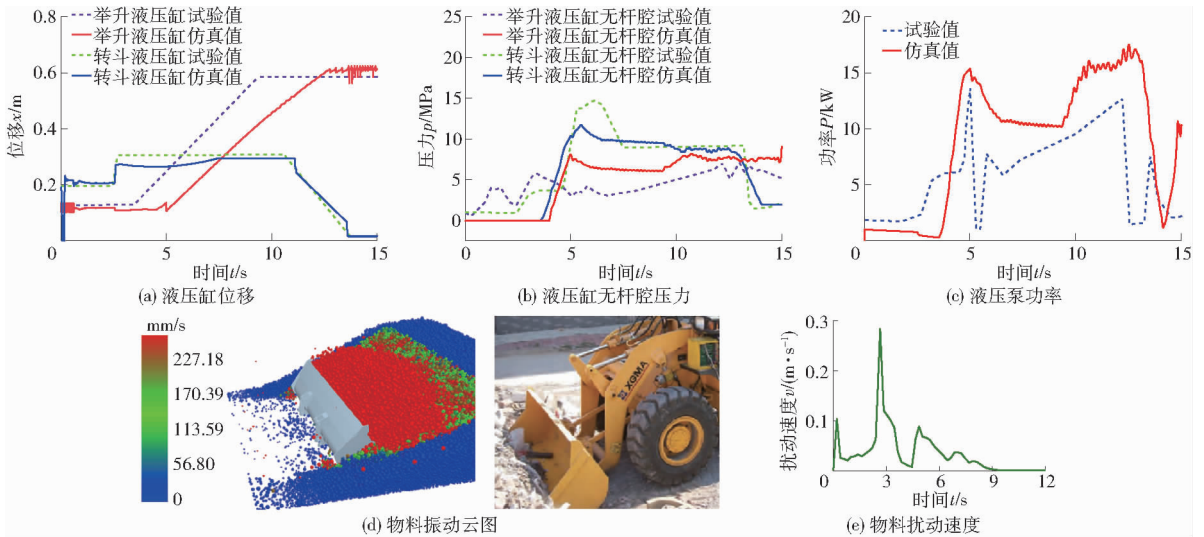 举升液压缸试验值
举升液压缸仿真值
转斗液压缸试验值
转斗液压缸仿真值
位移x/m
0.8
0.6
0.4
0.2
0
5
10
15
时间t/s
(a) 液压缸位移
举升液压缸无杆腔试验值
举升液压缸无杆腔仿真值
转斗液压缸无杆腔试验值
转斗液压缸无杆腔仿真值
压力p/MPa
25
20
15
10
5
0
0
5
10
15
时间t/s
(b) 液压缸无杆腔压力
试验值
仿真值
功率P/kW
20
15
10
5
0
5
10
15
时间t/s
(c) 液压泵功率
mm/s
227.18
170.39
113.59
56.80
0
XGMA
(d) 物料振动云图
扰动速度v/(m·s⁻¹)
0.3
0.2
0.1
0
3
6
9
12
时间t/s
(e) 物料扰动速度